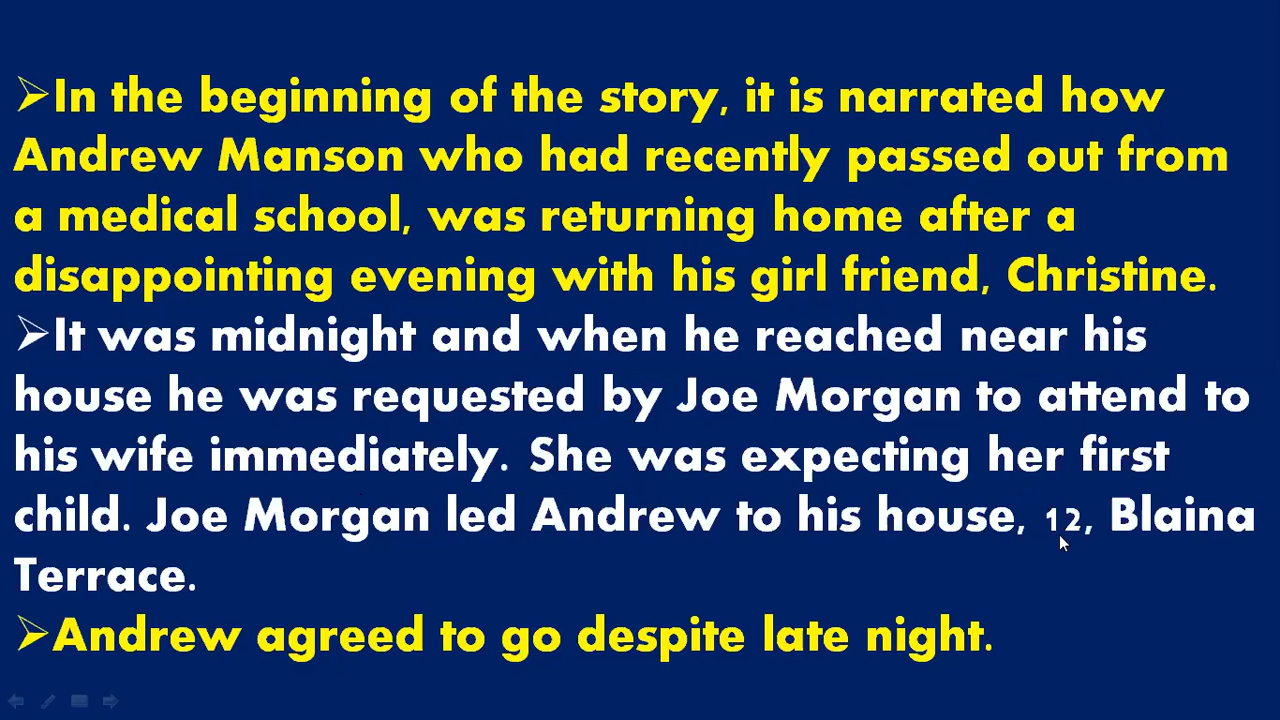 ➢In the beginning of the story, it is narrated how
Andrew Manson who had recently passed out from
a medical school, was returning home after a
disappointing evening with his girl friend, Christine.
➢It was midnight and when he reached near his
house he was requested by Joe Morgan to attend to
his wife immediately. She was expecting her first
child. Joe Morgan led Andrew to his house, 12, Blaina
Terrace.
➢Andrew agreed to go despite late night.